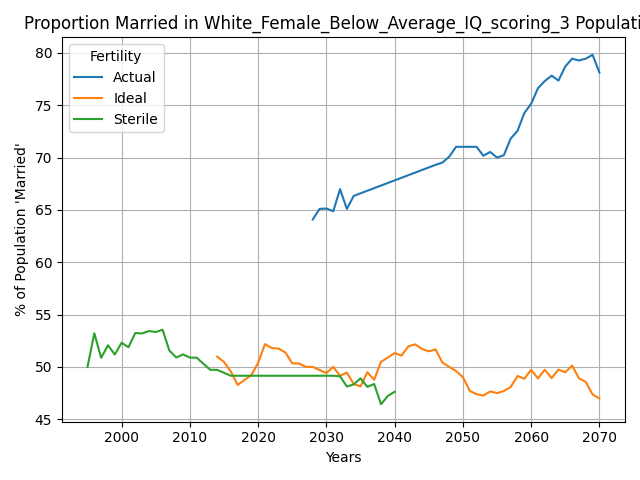 Proportion Married in White_Female_Below_Average_IQ_scoring_3 Populati
80
75
70
65
60
55
50
45
% of Population 'Married'
Fertility
Actual
Ideal
Sterile
2000 2010 2020 2030 2040 2050 2060 2070
Years